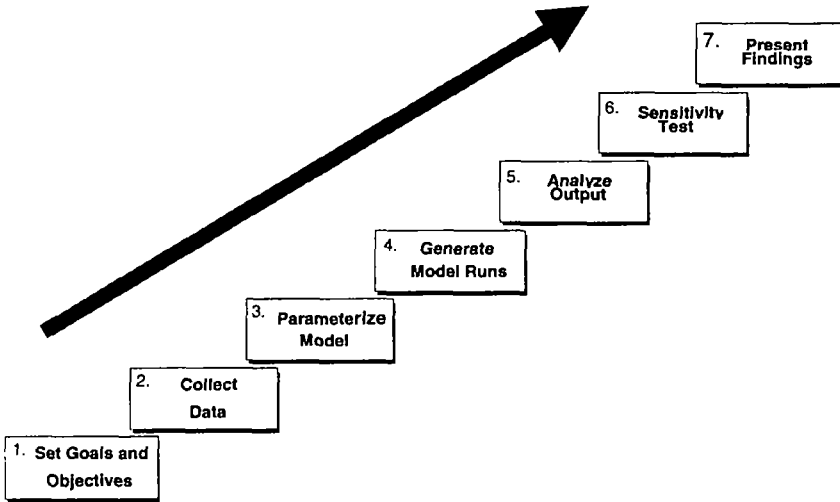 7. Present
Findings
6. Sensitivity
Test
5. Analyze
Output
4. Generate
Model Runs
3. Parameterize
Model
2. Collect
Data
1. Set Goals and
Objectives